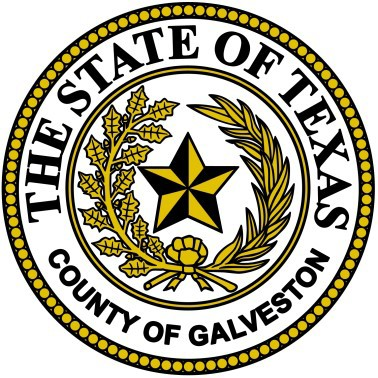 THE STATE OF TEXAS
COUNTY OF GALVESTON